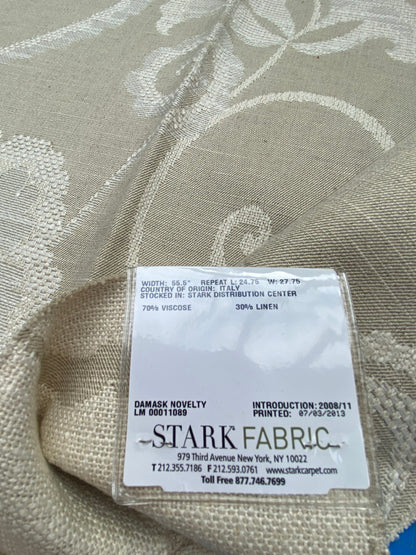 WIDTH: 55.5" REPEAT L: 24.75 W: 27.75
COUNTRY OF ORIGIN: ITALY
STOCKED IN: STARK DISTRIBUTION CENTER
70% VISCOSE 30% LINEN
DAMASK NOVELTY INTRODUCTION: 2008/11
LM 00011089 PRINTED: 07/03/2013
STARK FABRIC
979 Third Avenue New York, NY 10022
T 212.355.7186 F 212.593.0761 www.starkcarpet.com
Toll Free 877.746.7699